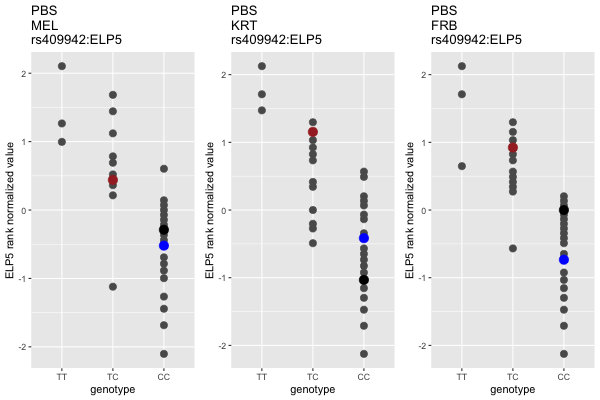 PBS
MEL
rs409942:ELP5
ELP5 rank normalized value
2
1
0
-1
-2
TT
TC
CC
genotype
PBS
KRT
rs409942:ELP5
ELP5 rank normalized value
2
1
0
-1
-2
TT
TC
CC
genotype
PBS
FRB
rs409942:ELP5
ELP5 rank normalized value
2
1
0
-1
-2
TT
TC
CC
genotype